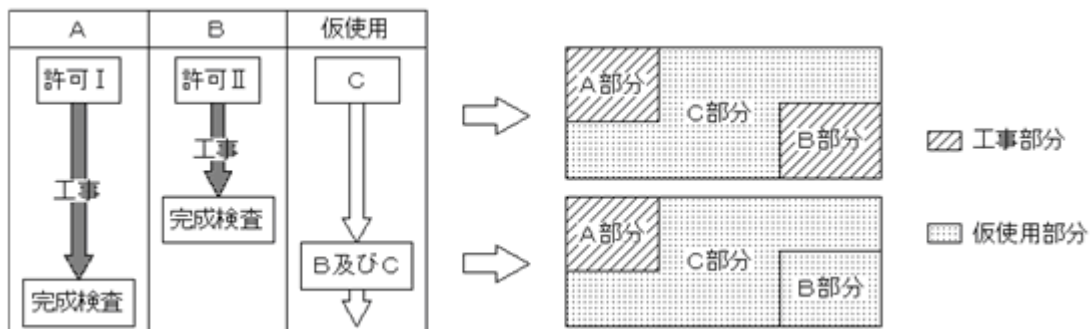 A B 仮使用
許可Ⅰ 許可Ⅱ C
工事
工事
完成検査
B及びC
完成検査
A部分
C部分
B部分
工事部分
A部分
C部分
B部分
仮使用部分